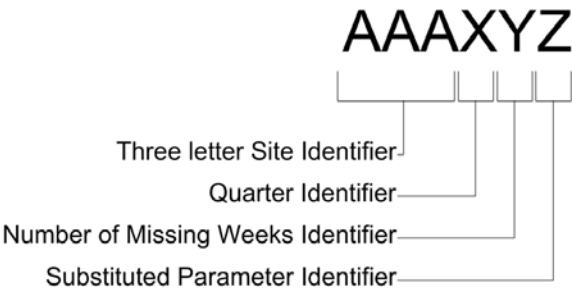 AAAXYZ
Three letter Site Identifier
Quarter Identifier
Number of Missing Weeks Identifier
Substituted Parameter Identifier